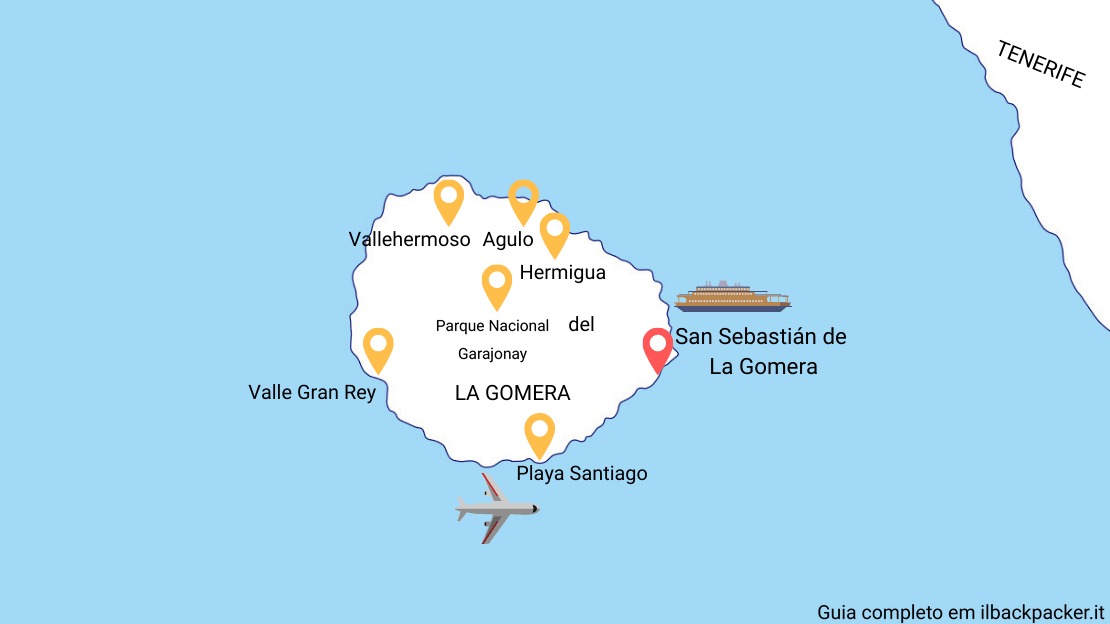 TENERIFE
Vallehermoso
Agulo
Hermigua
Parque Nacional del
Garajonay
San Sebastián de
La Gomera
Valle Gran Rey
LA GOMERA
Playa Santiago
Guia completo em ilbackpacker.it